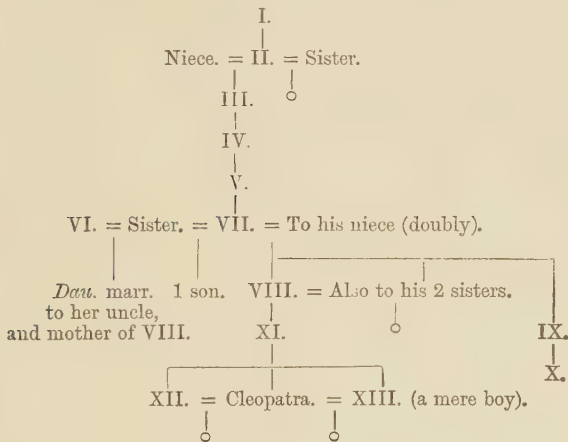 I.
Niece. = II. = Sister.
III.
IV.
V.
VI. = Sister. = VII. = To his niece (doubly).
Dau. marr. 1 son. VIII. = Also to his 2 sisters.
to her uncle,
and mother of VIII. XI. IX.
X.
XII. = Cleopatra. = XIII. (a mere boy).